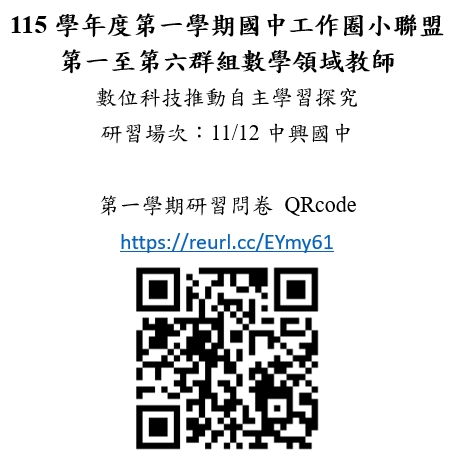 115 學年度第一學期國中工作圈小聯盟
第一至第六群組數學領域教師
數位科技推動自主學習探究
研習場次：11/12 中興國中
第一學期研習問卷 QRcode
https://reurl.cc/EYmy61